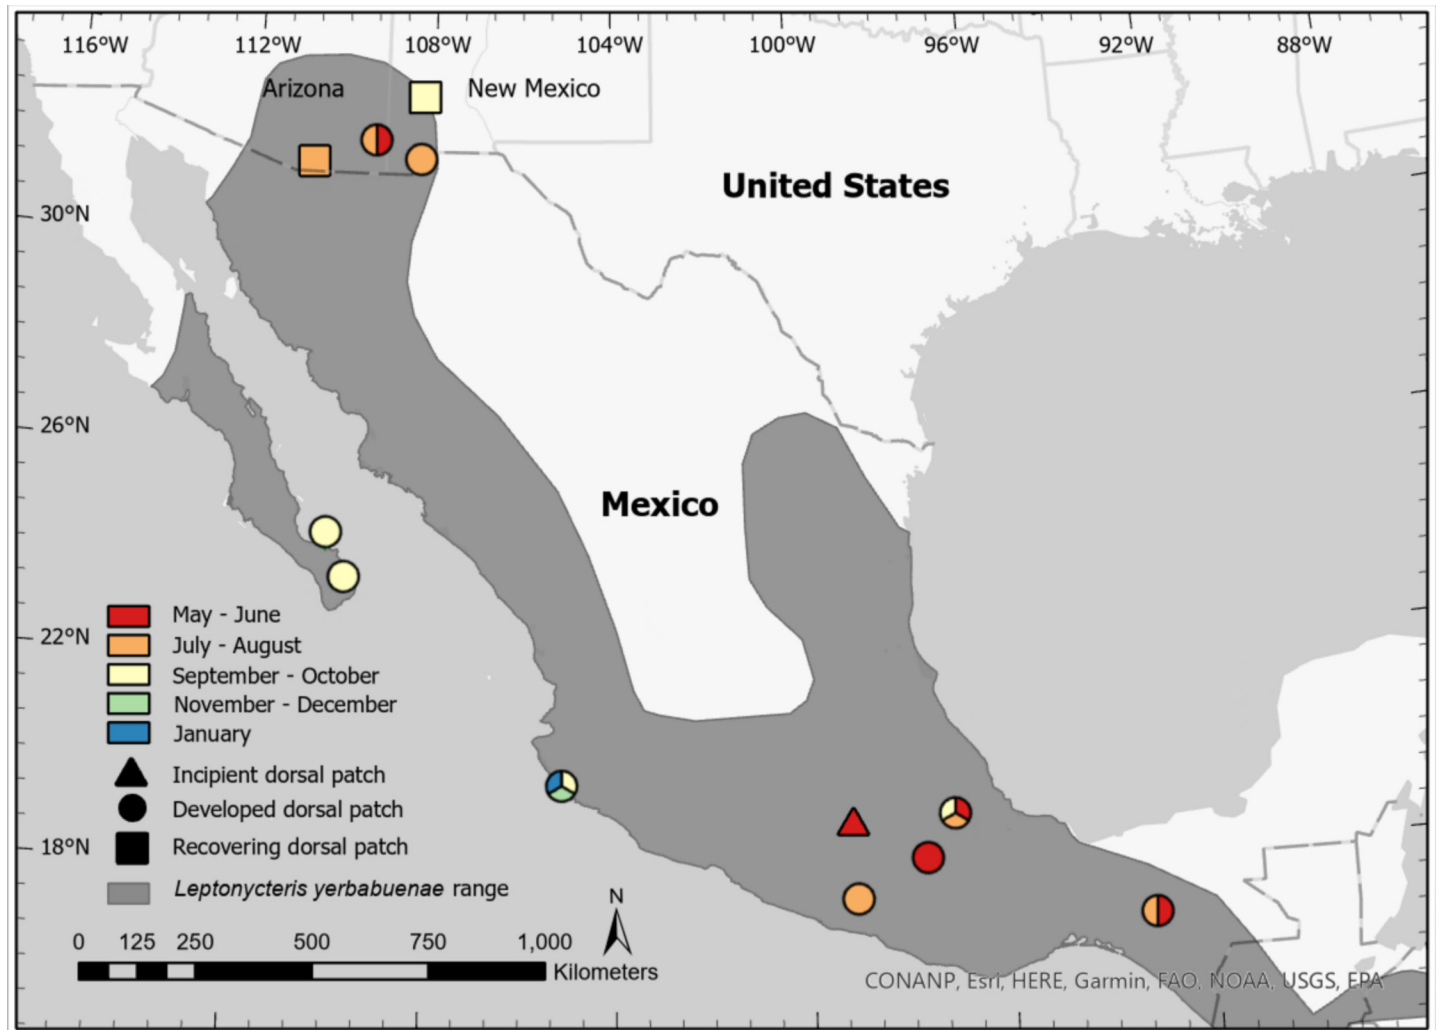 116°W 112°W 108°W 104°W 100°W 96°W 92°W 88°W
Arizona New Mexico
United States
30°N
26°N
Mexico
22°N
18°N
May - June
July - August
September - October
November - December
January
Incipient dorsal patch
Developed dorsal patch
Recovering dorsal patch
Leptonycteris yerbabuenae range
N
0 125 250 500 750 1,000
Kilometers
CONANP, Esri, HERE, Garmin, FAO, NOAA, USGS, EPA